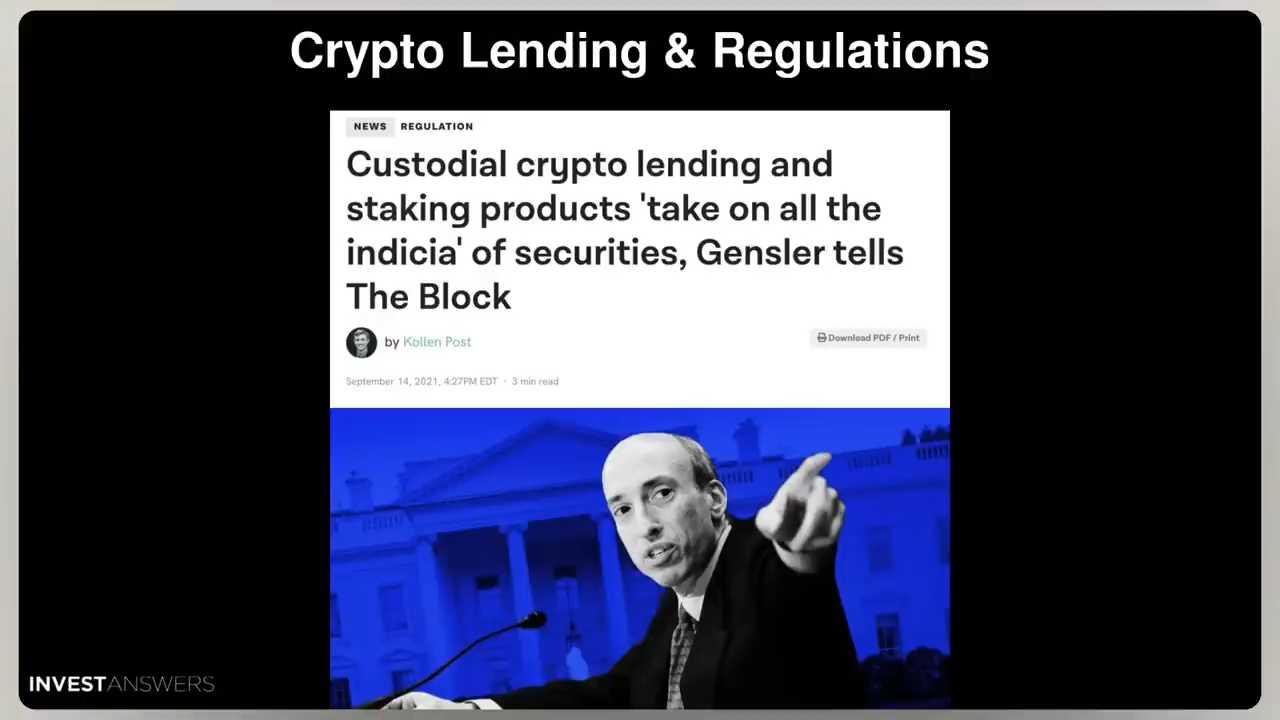 Crypto Lending & Regulations
NEWS REGULATION
Custodial crypto lending and
staking products 'take on all the
indicia' of securities, Gensler tells
The Block
by Kollen Post
Download PDF / Print
September 14, 2021, 4:27PM EDT · 3 min read
INVESTANSWERS